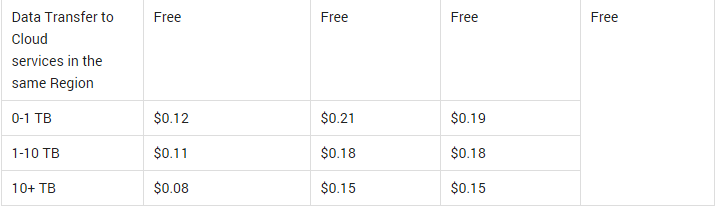 Data Transfer to Free Free Free Free
Cloud
services in the
same Region
0-1 TB $0.12 $0.21 $0.19
1-10 TB $0.11 $0.18 $0.18
10+ TB $0.08 $0.15 $0.15